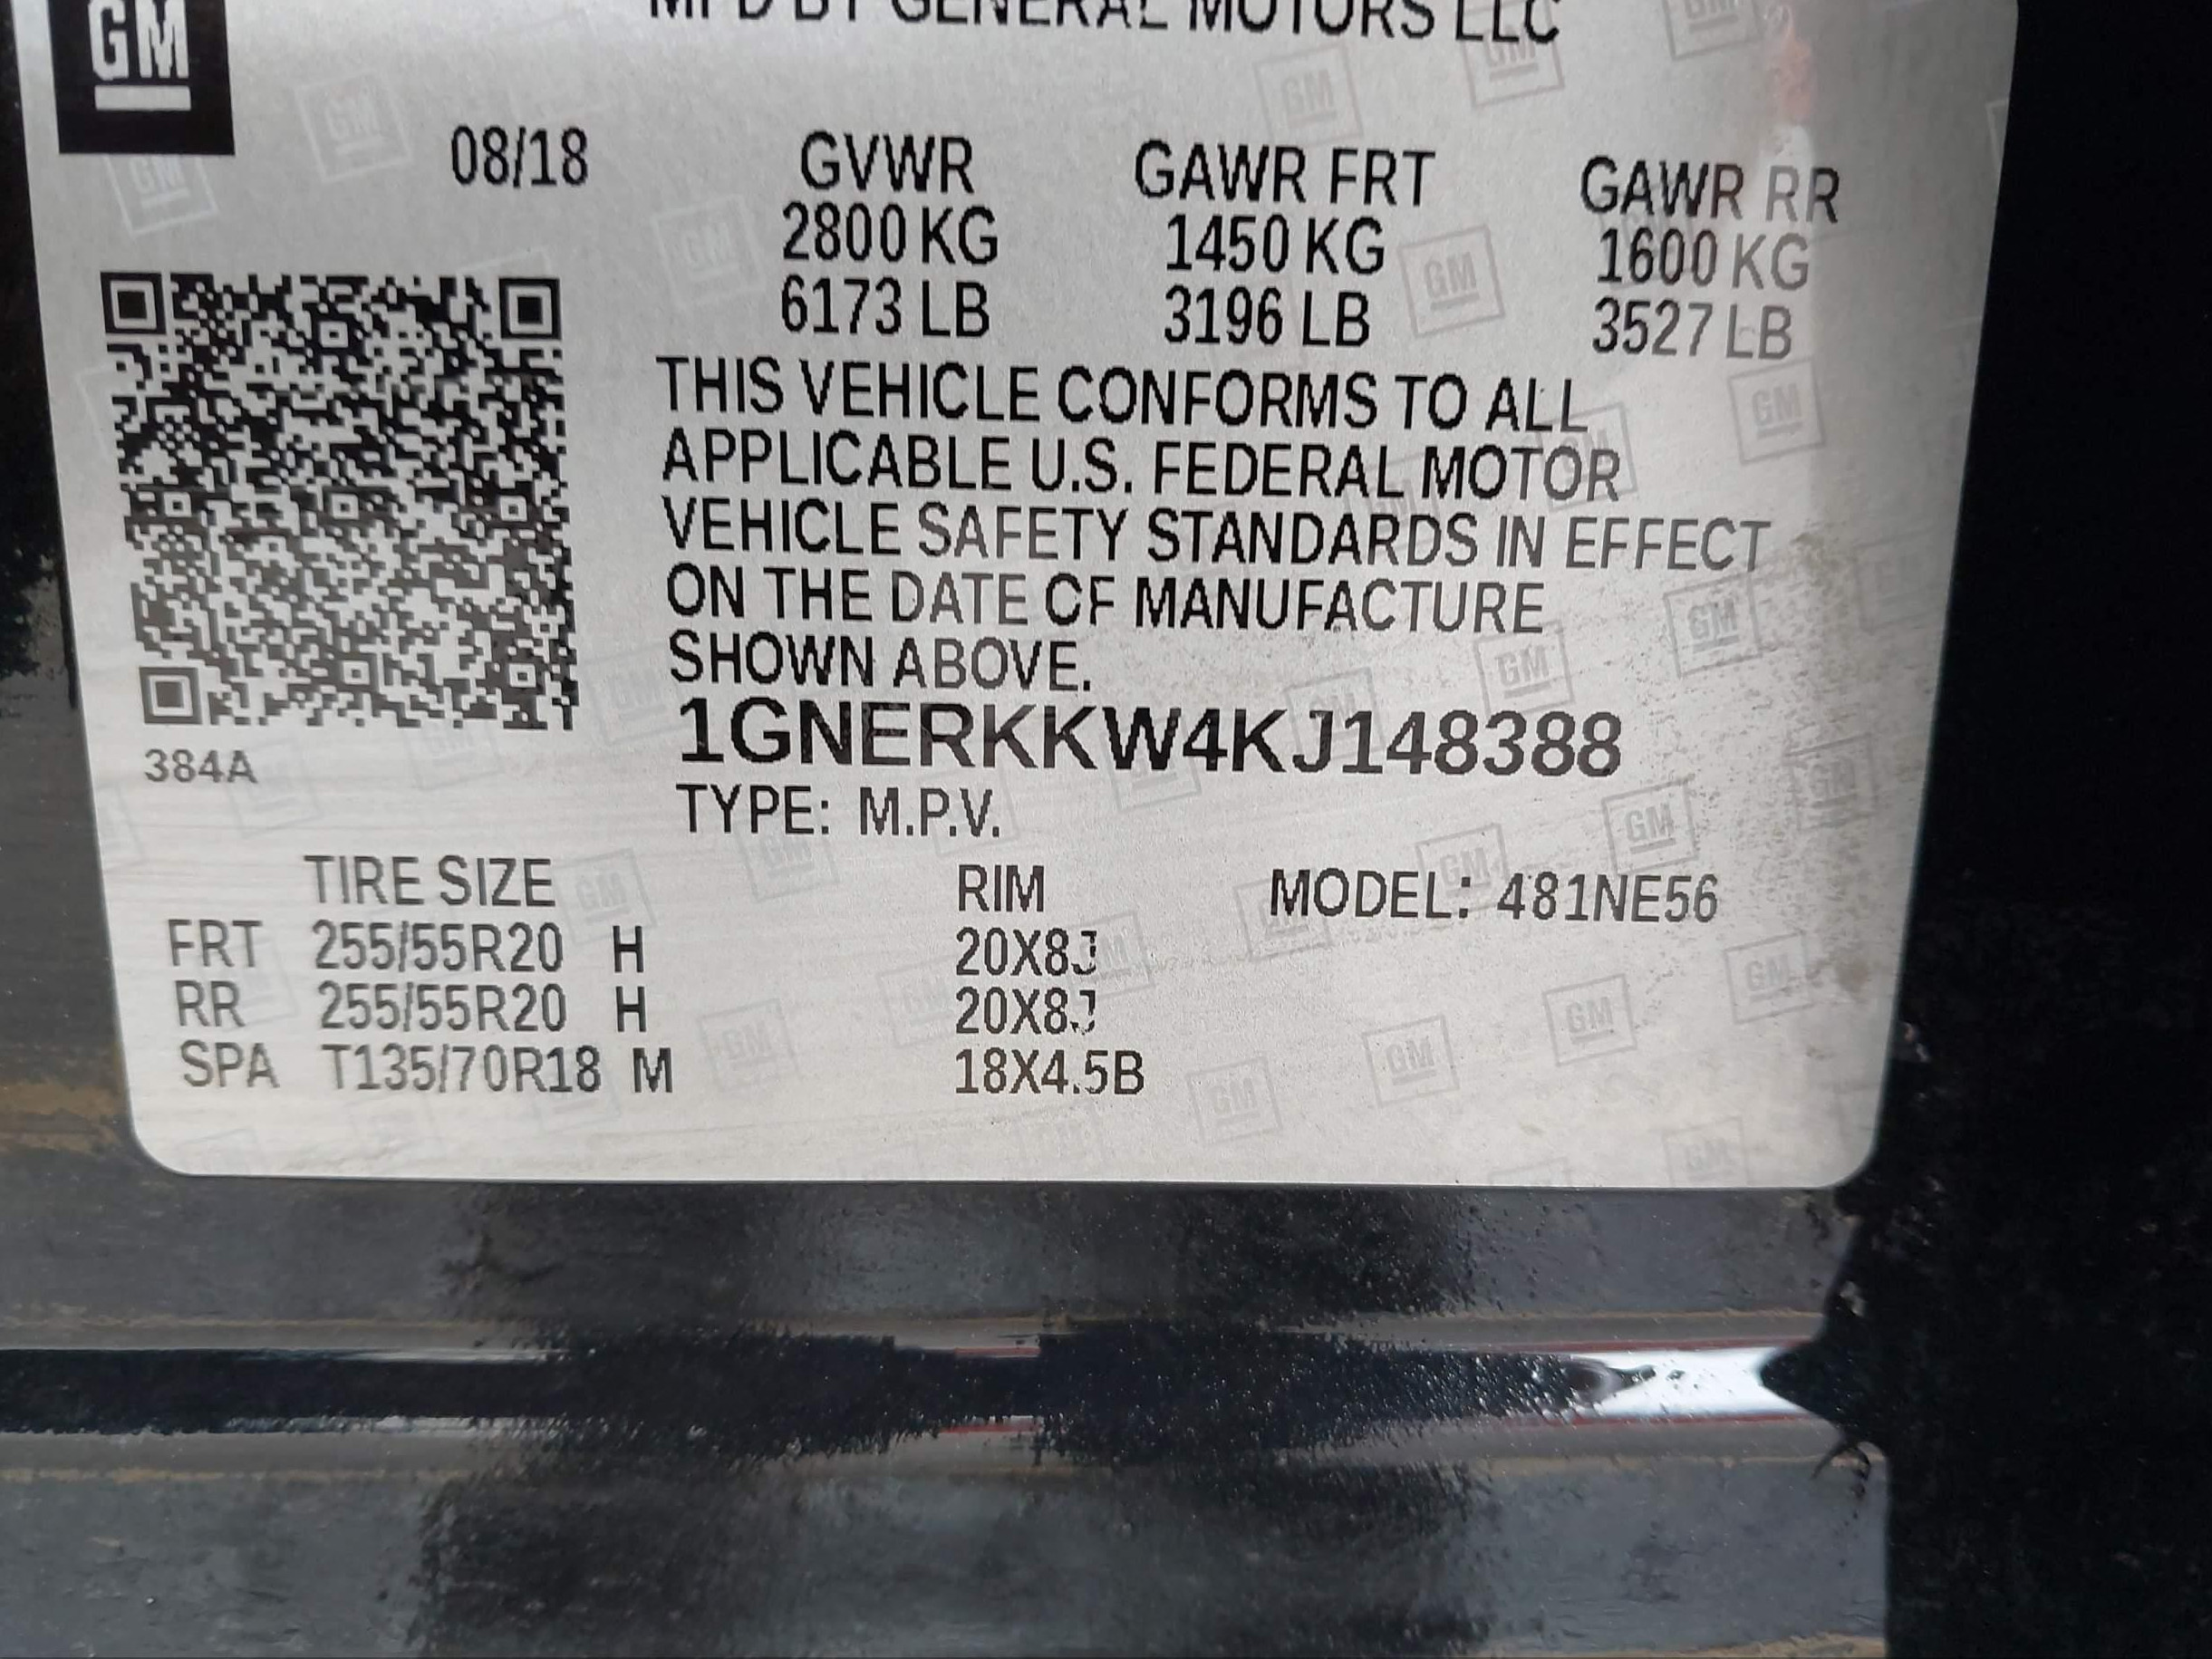 GM
MFD BY GENERAL MOTORS LLC
08/18 GVWR GAWR FRT GAWR RR
2800 KG 1450 KG 1600 KG
6173 LB 3196 LB 3527 LB
THIS VEHICLE CONFORMS TO ALL
APPLICABLE U.S. FEDERAL MOTOR
VEHICLE SAFETY STANDARDS IN EFFECT
ON THE DATE OF MANUFACTURE
SHOWN ABOVE.
1GNERKKW4KJ148388
384A
TYPE: M.P.V.
TIRE SIZE RIM MODEL: 481NE56
FRT 255/55R20 H 20X8J
RR 255/55R20 H 20X8J
SPA T135/70R18 M 18X4.5B